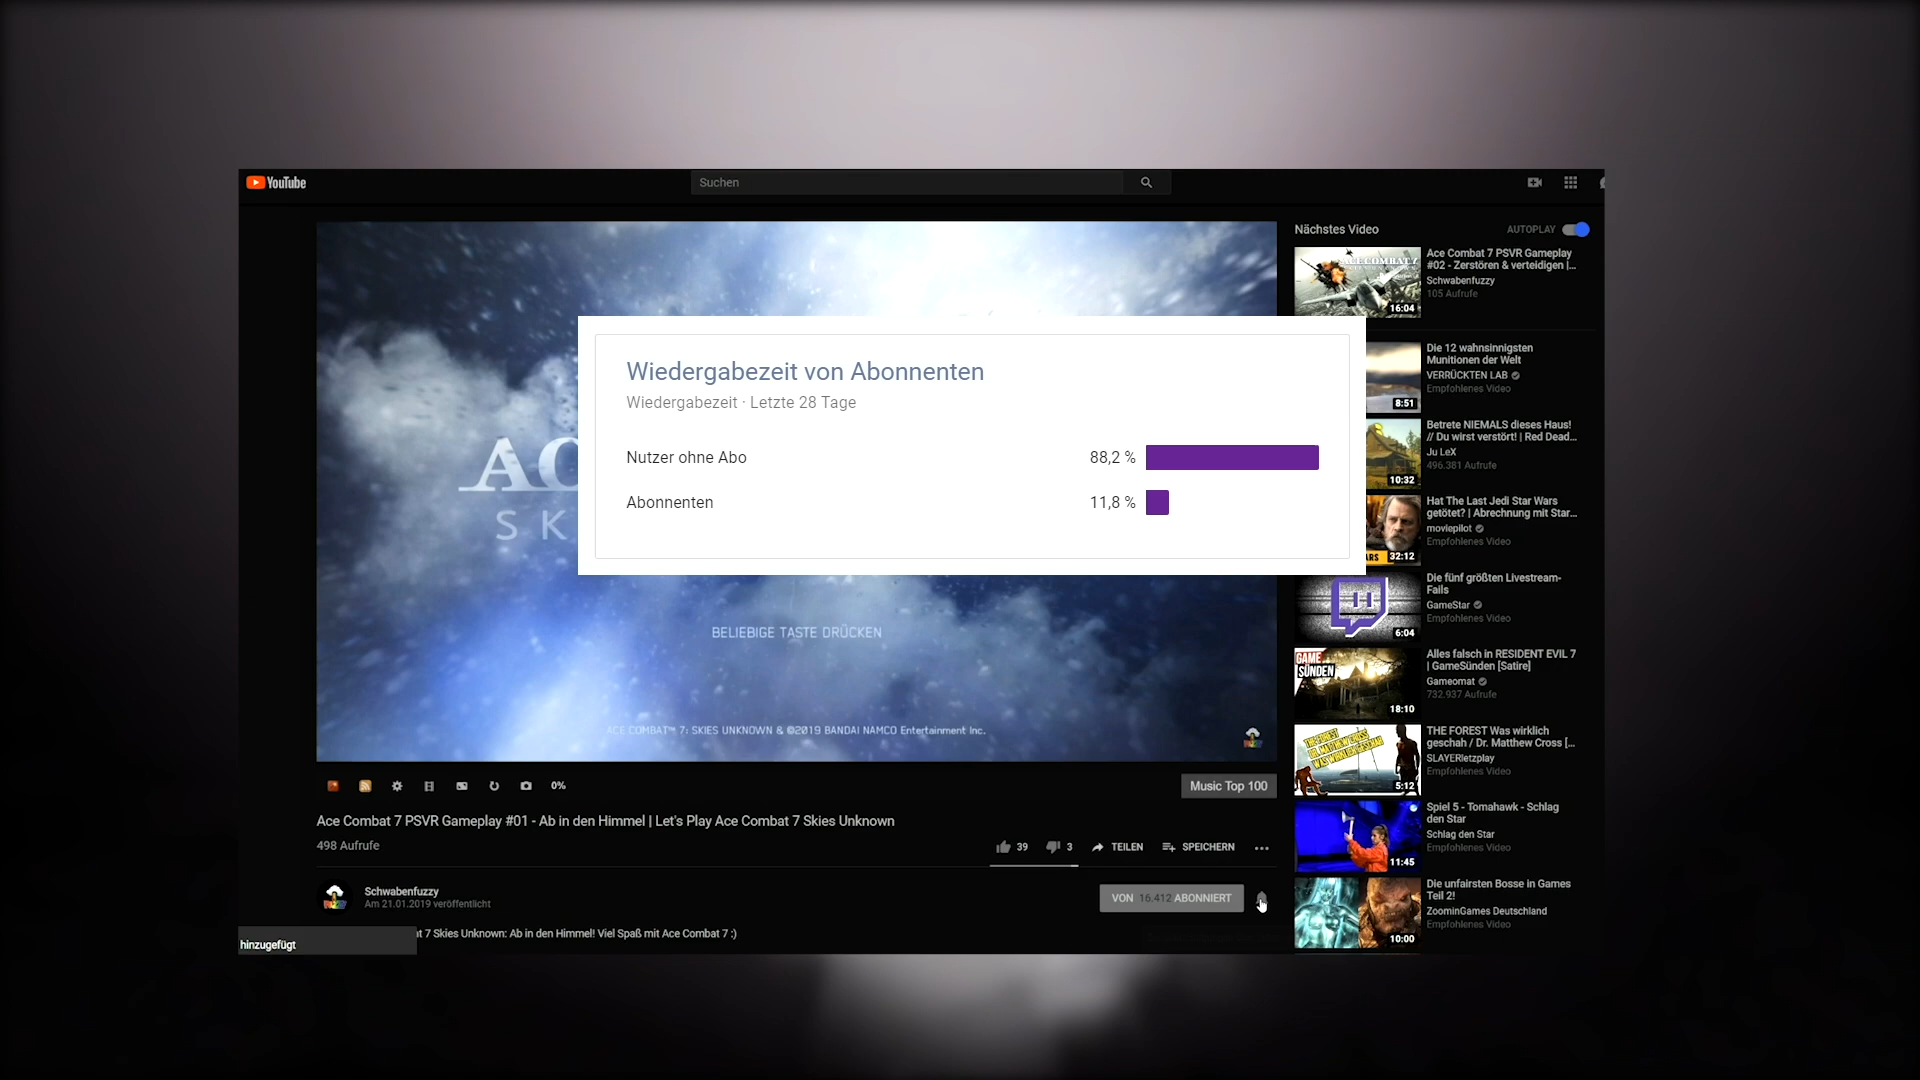 YouTube
Suchen
Nächstes Video
AUTOPLAY
Ace Combat 7 PSVR Gameplay
#02 - Zerstören & verteidigen |...
Schwabenfuzzy
105 Aufrufe
16:04
Wiedergabezeit von Abonnenten
Wiedergabezeit · Letzte 28 Tage
Nutzer ohne Abo
88,2 %
Abonnenten
11,8 %
SK
BELIEBIGE TASTE DRÜCKEN
ACE COMBAT™ 7: SKIES UNKNOWN & ©2019 BANDAI NAMCO Entertainment Inc.
Die 12 wahnsinnigsten
Munitionen der Welt
VERRÜCKTEN LAB
Empfohlenes Video
8:51
Betrete NIEMALS dieses Haus!
// Du wirst verstört! | Red Dead...
Ju LeX
496.381 Aufrufe
10:32
Hat The Last Jedi Star Wars
getötet? | Abrechnung mit Star...
moviepilot
Empfohlenes Video
ARS
32:12
Die fünf größten Livestream-
Fails
GameStar
Empfohlenes Video
6:04
Alles falsch in RESIDENT EVIL 7
| GameSünden [Satire]
Gameomat
732.937 Aufrufe
GAME
SÜNDEN
18:10
THE FOREST Was wirklich
geschah / Dr. Matthew Cross [...
SLAYERletzplay
Empfohlenes Video
5:12
Spiel 5 - Tomahawk - Schlag
den Star
Schlag den Star
Empfohlenes Video
11:45
Die unfairsten Bosse in Games
Teil 2!
ZoominGames Deutschland
Empfohlenes Video
10:00
0%
Music Top 100
Ace Combat 7 PSVR Gameplay #01 - Ab in den Himmel | Let's Play Ace Combat 7 Skies Unknown
498 Aufrufe
39
3
TEILEN
SPEICHERN
Schwabenfuzzy
Am 21.01.2019 veröffentlicht
VON 16.412 ABONNIERT
hinzugefügt
7 Skies Unknown: Ab in den Himmel! Viel Spaß mit Ace Combat 7 :)